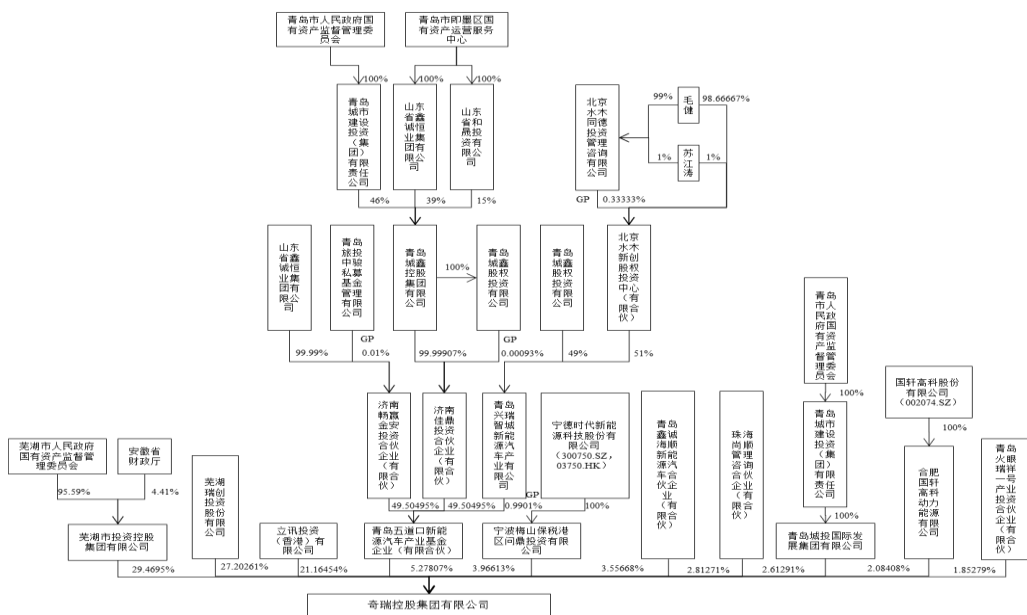 青岛市人民政府国
有资产监督管理委
员会
青岛市即墨区国
有资产运营服务
中心
100%
100%
100%
青岛
城市
建设
投资
(集
团)
有限
责任
公司
山东
省鑫
诚恒
业集
团有
限公
司
山东
省和
晟投
资有
限公
司
北京
水木
同德
投资
管理
咨询
有限
公司
99%
毛健
98.66667%
1%
苏江涛
1%
46%
39%
15%
GP
0.33333%
山东
省鑫
诚恒
业集
团有
限公
司
青岛
旅投
中骏
私募
基金
管理
有限
公司
青岛
城鑫
控股
集团
有限
公司
100%
青岛
城鑫
股权
投资
有限
公司
青岛
城鑫
股权
投资
有限
公司
北京
水木
新创
股权
投资
中心
(有
限合
伙)
青岛
市人
民政
府国
有资
产监
督管
理委
员会
GP
GP
99.99%
0.01%
99.99907%
0.00093%
49%
51%
国轩高科股份
有限公司
(002074.SZ)
100%
100%
济南
畅赢
金安
投资
合伙
企业
(有
限合
伙)
济南
佳鼎
投资
合伙
企业
(有
限合
伙)
青岛
兴瑞
智城
新能
源汽
车产
业有
限公
司
宁德时代新能
源科技股份有
限公司
(300750.SZ,
03750.HK)
青岛
鑫诚
海顺
新能
源汽
车合
伙企
业(有
限合
伙)
珠海
尚顺
管理
咨询
合伙
企业
(有
限合
伙)
青岛
城市
建设
投资
(集
团)
有限
责任
公司
合肥
国轩
高科
动力
能源
有限
公司
青岛
火眼
瑞祥
一号
产业
投资
合伙
企业
(有
限合
伙)
芜湖市人民政府
国有资产监督管
理委员会
安徽省
财政厅
芜湖
瑞创
投资
股份
有限
公司
95.59%
4.41%
49.50495%
49.50495%
0.9901%
GP
100%
100%
芜湖市投资控股
集团有限公司
立讯投资
(香港)有
限公司
青岛五道口新能
源汽车产业基金
企业(有限合伙)
宁波梅山保税港
区问鼎投资有限
公司
青岛城投国际发
展集团有限公司
29.4695%
27.20261%
21.16454%
5.27807%
3.96613%
3.55668%
2.81271%
2.61291%
2.08408%
1.85279%
奇瑞控股集团有限公司